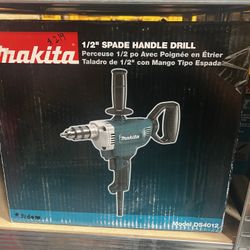 1/2" SPADE HANDLE DRILL
Perceuse 1/2 po Avec Poignée en Étrier
Taladro de 1/2" con Mango Tipo Espada
makita
makita
Model DS4012